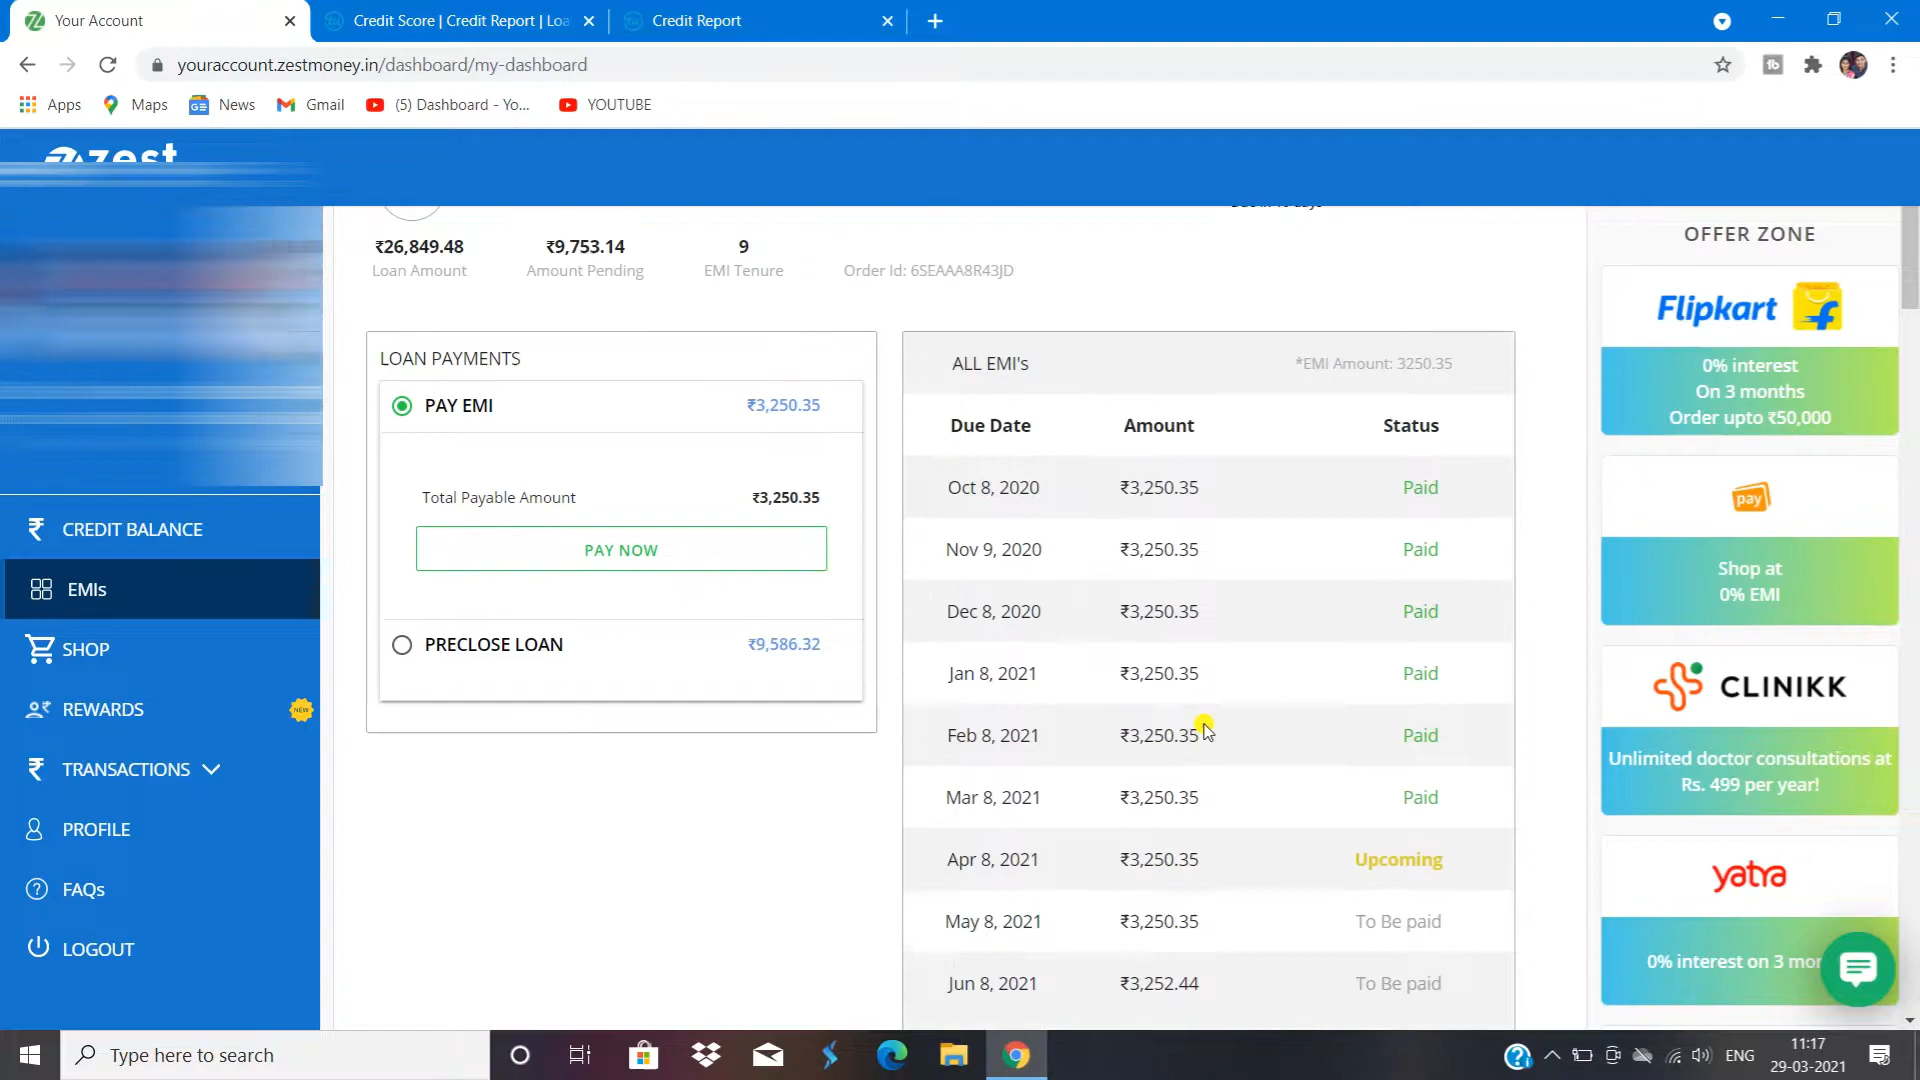 Your Account
Credit Score | Credit Report | Loa
Credit Report
youraccount.zestmoney.in/dashboard/my-dashboard
Apps
Maps
News
Gmail
(5) Dashboard - Yo...
YOUTUBE
zest
₹26,849.48
Loan Amount
₹9,753.14
Amount Pending
9
EMI Tenure
Order Id: 6SEAAA8R43JD
CREDIT BALANCE
EMIs
SHOP
REWARDS
NEW
TRANSACTIONS
PROFILE
FAQs
LOGOUT
LOAN PAYMENTS
PAY EMI ₹3,250.35
Total Payable Amount ₹3,250.35
PAY NOW
PRECLOSE LOAN ₹9,586.32
ALL EMI's *EMI Amount: 3250.35
Due Date Amount Status
Oct 8, 2020 ₹3,250.35 Paid
Nov 9, 2020 ₹3,250.35 Paid
Dec 8, 2020 ₹3,250.35 Paid
Jan 8, 2021 ₹3,250.35 Paid
Feb 8, 2021 ₹3,250.35 Paid
Mar 8, 2021 ₹3,250.35 Paid
Apr 8, 2021 ₹3,250.35 Upcoming
May 8, 2021 ₹3,250.35 To Be paid
Jun 8, 2021 ₹3,252.44 To Be paid
OFFER ZONE
Flipkart
0% interest
On 3 months
Order upto ₹50,000
pay
Shop at
0% EMI
CLINIKK
Unlimited doctor consultations at
Rs. 499 per year!
yatra
0% interest on 3 mor
Type here to search
ENG
11:17
29-03-2021